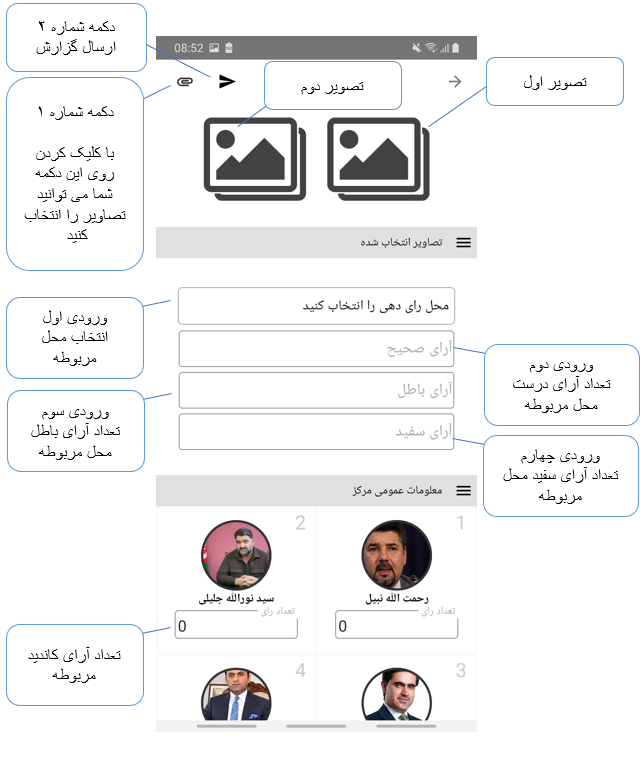 دکمه شماره ۲
ارسال گزارش
08:52
تصویر اول
تصویر دوم
دکمه شماره ۱
با کلیک کردن
روی این دکمه
شما می توانید
تصاویر را انتخاب
کنید
تصاویر انتخاب شده
ورودی اول
انتخاب محل
مربوطه
محل رای دهی را انتخاب کنید
آرای صحیح
ورودی دوم
تعداد آرای درست
محل مربوطه
آرای باطل
ورودی سوم
تعداد آرای باطل
محل مربوطه
آرای سفید
ورودی چهارم
تعداد آرای سفید محل
مربوطه
معلومات عمومی مرکز
1
رحمت الله نبیل
تعداد رای
0
2
سید نورالله جلیلی
تعداد رای
0
تعداد آرای کاندید
مربوطه
3
4